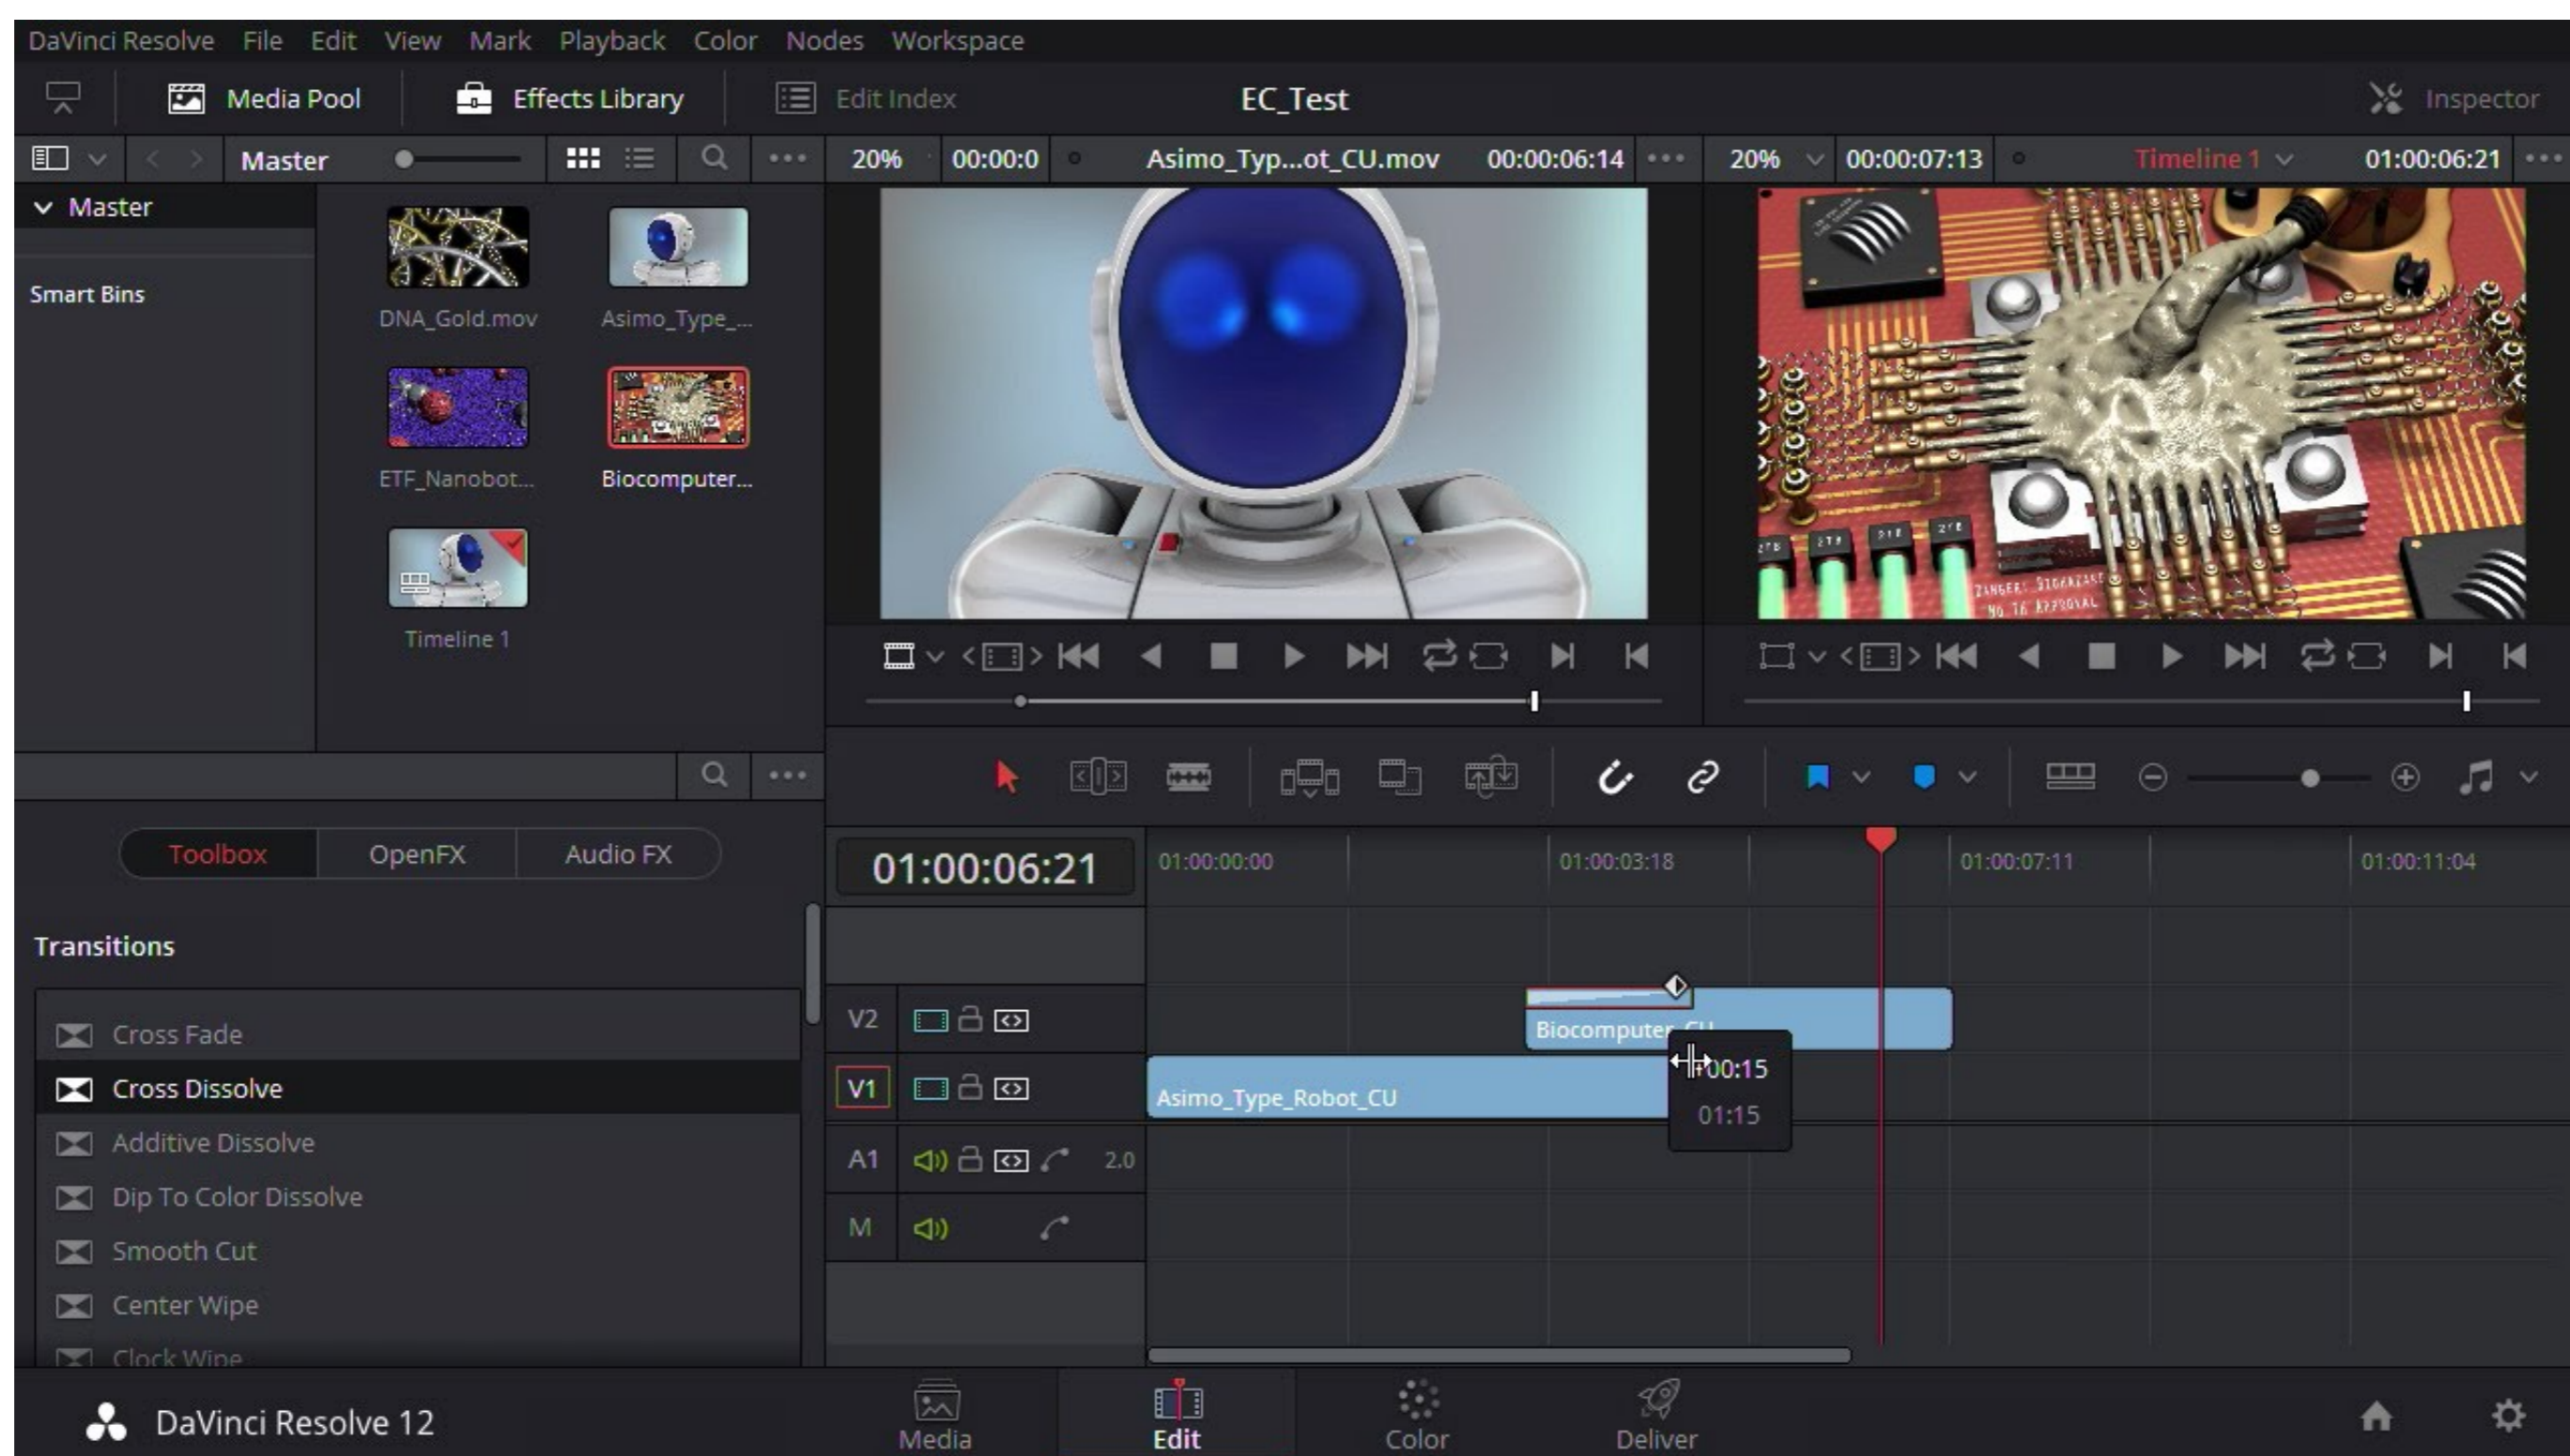 DaVinci Resolve File Edit View Mark Playback Color Nodes Workspace
Media Pool Effects Library Edit Index EC_Test Inspector
Master 20% 00:00:0 Asimo_Typ...ot_CU.mov 00:00:06:14 20% 00:00:07:13 Timeline 1 01:00:06:21
Master
Smart Bins
DNA_Gold.mov Asimo_Type_...
ETF_Nanobot... Biocomputer...
Timeline 1
2TB 2TB
Toolbox OpenFX Audio FX
01:00:06:21 01:00:00:00 01:00:03:18 01:00:07:11 01:00:11:04
Transitions
Cross Fade
Cross Dissolve
Additive Dissolve
Dip To Color Dissolve
Smooth Cut
Center Wipe
Clock Wipe
V2 Biocomputer_CU
V1 Asimo_Type_Robot_CU
+00:15
01:15
A1 2.0
M
DaVinci Resolve 12 Media Edit Color Deliver